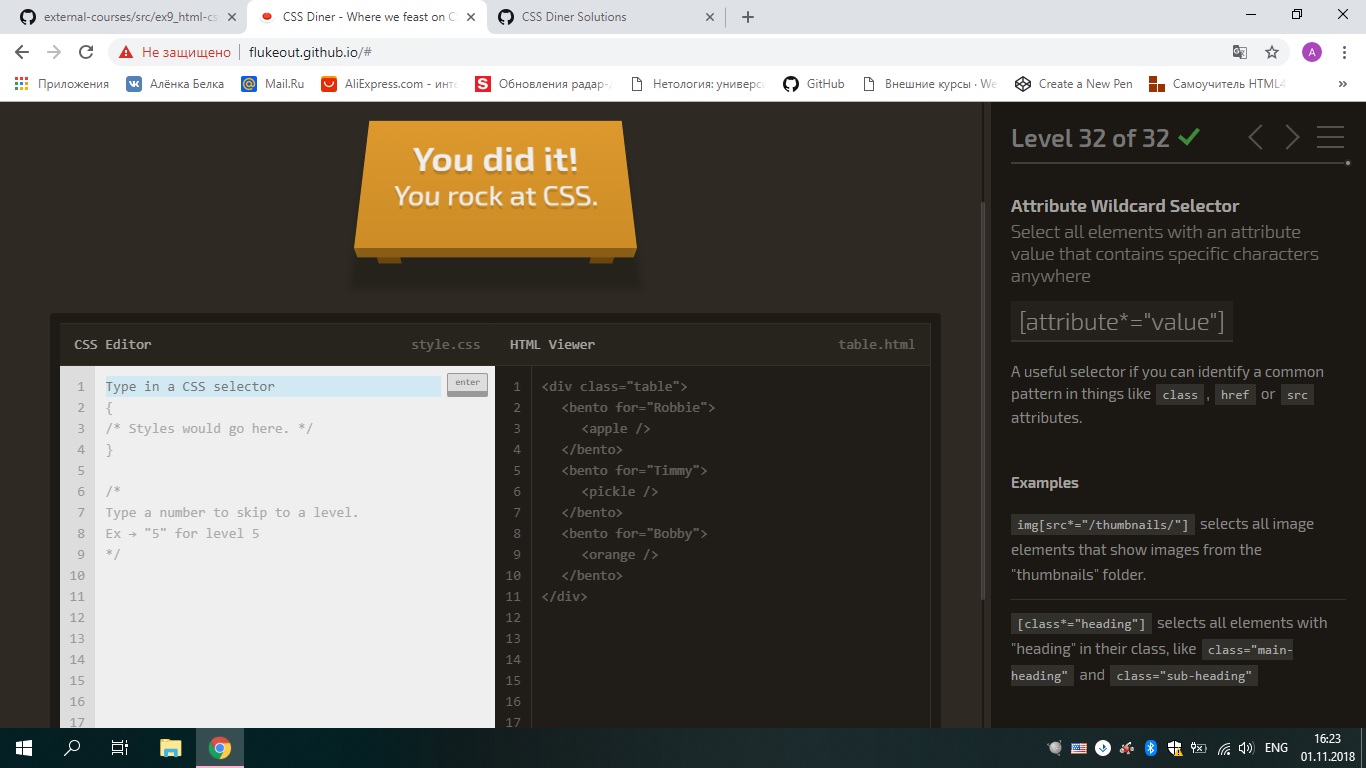 external-courses/src/ex9_html-cs
CSS Diner - Where we feast on C
CSS Diner Solutions
Не защищено
flukeout.github.io/#
A
Приложения
Алёнка Белка
Mail.Ru
AliExpress.com - инте
Обновления радар-
Нетология: универс
GitHub
Внешние курсы · We
Create a New Pen
Самоучитель HTML4
»
You did it!
You rock at CSS.
CSS Editor
style.css
HTML Viewer
table.html
1 Type in a CSS selector
enter
2 {
3 /* Styles would go here. */
4 }
5
6 /*
7 Type a number to skip to a level.
8 Ex → "5" for level 5
9 */
10
11
12
13
14
15
16
17
1 <div class="table">
2 <bento for="Robbie">
3 <apple />
4 </bento>
5 <bento for="Timmy">
6 <pickle />
7 </bento>
8 <bento for="Bobby">
9 <orange />
10 </bento>
11 </div>
12
13
14
15
16
17
Level 32 of 32
Attribute Wildcard Selector
Select all elements with an attribute
value that contains specific characters
anywhere
[attribute*="value"]
A useful selector if you can identify a common
pattern in things like class , href or src
attributes.
Examples
img[src*="/thumbnails/"] selects all image
elements that show images from the
"thumbnails" folder.
[class*="heading"] selects all elements with
"heading" in their class, like class="main-
heading" and class="sub-heading"
ENG
16:23
01.11.2018